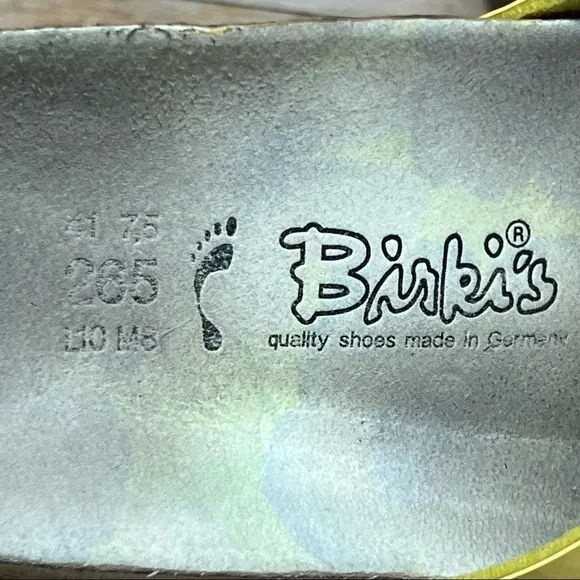 41 7,5
265
L10 M8
Birki's®
quality shoes made in Germany